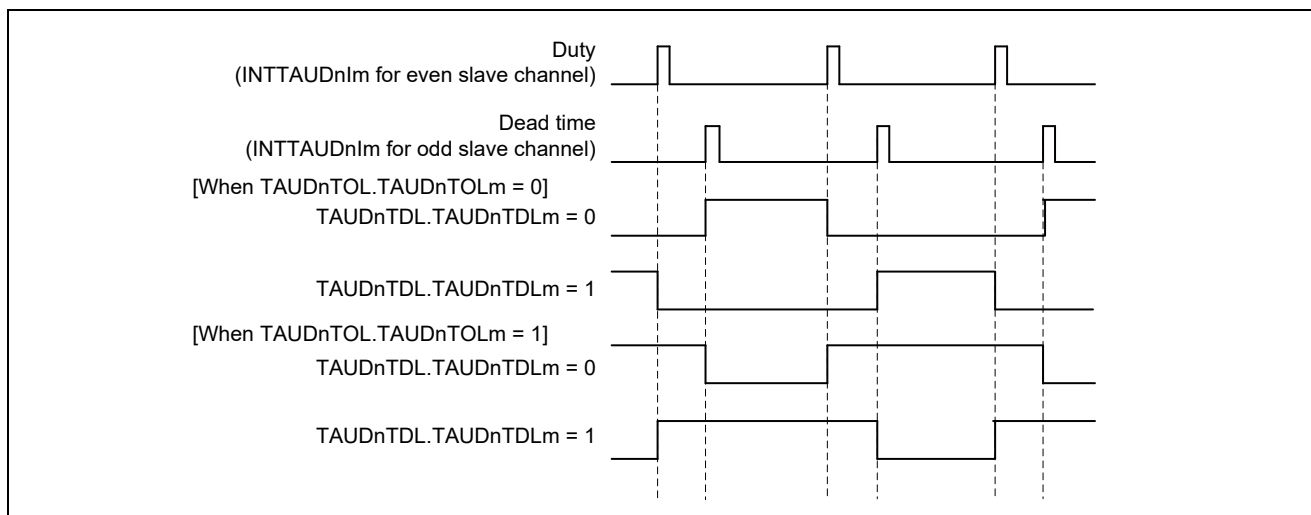 Duty
(INTTAUDnIm for even slave channel)
Dead time
(INTTAUDnIm for odd slave channel)
[When TAUDnTOL.TAUDnTOLm = 0]
TAUDnTDL.TAUDnTDLm = 0
TAUDnTDL.TAUDnTDLm = 1
[When TAUDnTOL.TAUDnTOLm = 1]
TAUDnTDL.TAUDnTDLm = 0
TAUDnTDL.TAUDnTDLm = 1